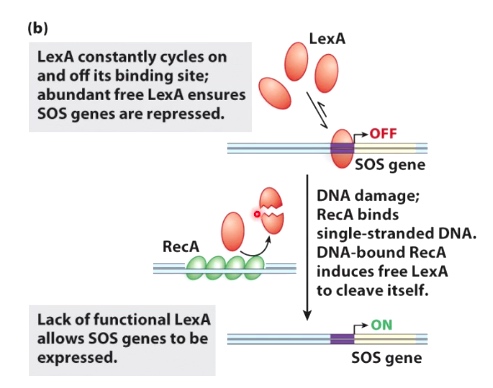 (b)
LexA constantly cycles on
and off its binding site;
abundant free LexA ensures
SOS genes are repressed.
LexA
OFF
SOS gene
DNA damage;
RecA binds
single-stranded DNA.
DNA-bound RecA
induces free LexA
to cleave itself.
RecA
Lack of functional LexA
allows SOS genes to be
expressed.
ON
SOS gene